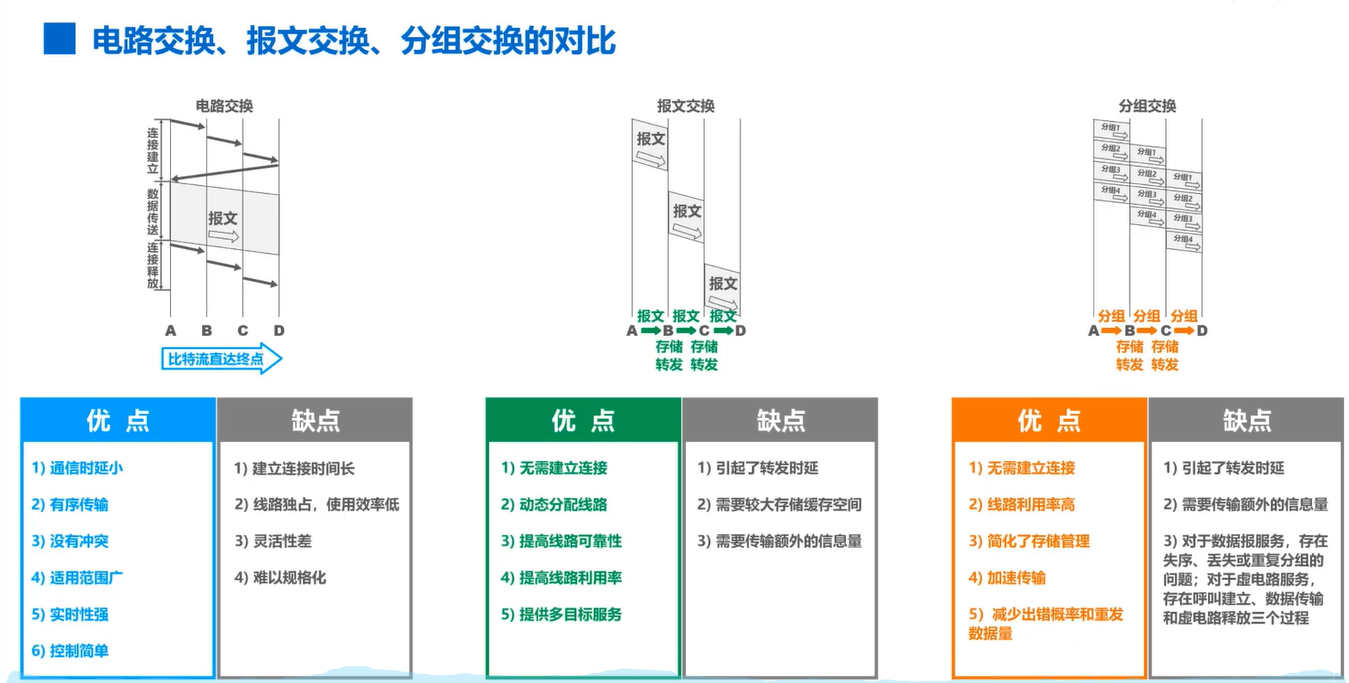 电路交换、报文交换、分组交换的对比
电路交换
连接建立
数据传送
连接释放
报文
A B C D
比特流直达终点
报文交换
报文
报文
报文
报文 报文 报文
A B C D
存储 存储
转发 转发
分组交换
分组1
分组2 分组1
分组3 分组2 分组1
分组4 分组3 分组2
分组4 分组3
分组4
分组 分组 分组
A B C D
存储 存储
转发 转发
优 点
1) 通信时延小
2) 有序传输
3) 没有冲突
4) 适用范围广
5) 实时性强
6) 控制简单
缺点
1) 建立连接时间长
2) 线路独占，使用效率低
3) 灵活性差
4) 难以规格化
优 点
1) 无需建立连接
2) 动态分配线路
3) 提高线路可靠性
4) 提高线路利用率
5) 提供多目标服务
缺点
1) 引起了转发时延
2) 需要较大存储缓存空间
3) 需要传输额外的信息量
优 点
1) 无需建立连接
2) 线路利用率高
3) 简化了存储管理
4) 加速传输
5) 减少出错概率和重发
数据量
缺点
1) 引起了转发时延
2) 需要传输额外的信息量
3) 对于数据报服务，存在
失序、丢失或重复分组的
问题；对于虚电路服务，
存在呼叫建立、数据传输
和虚电路释放三个过程